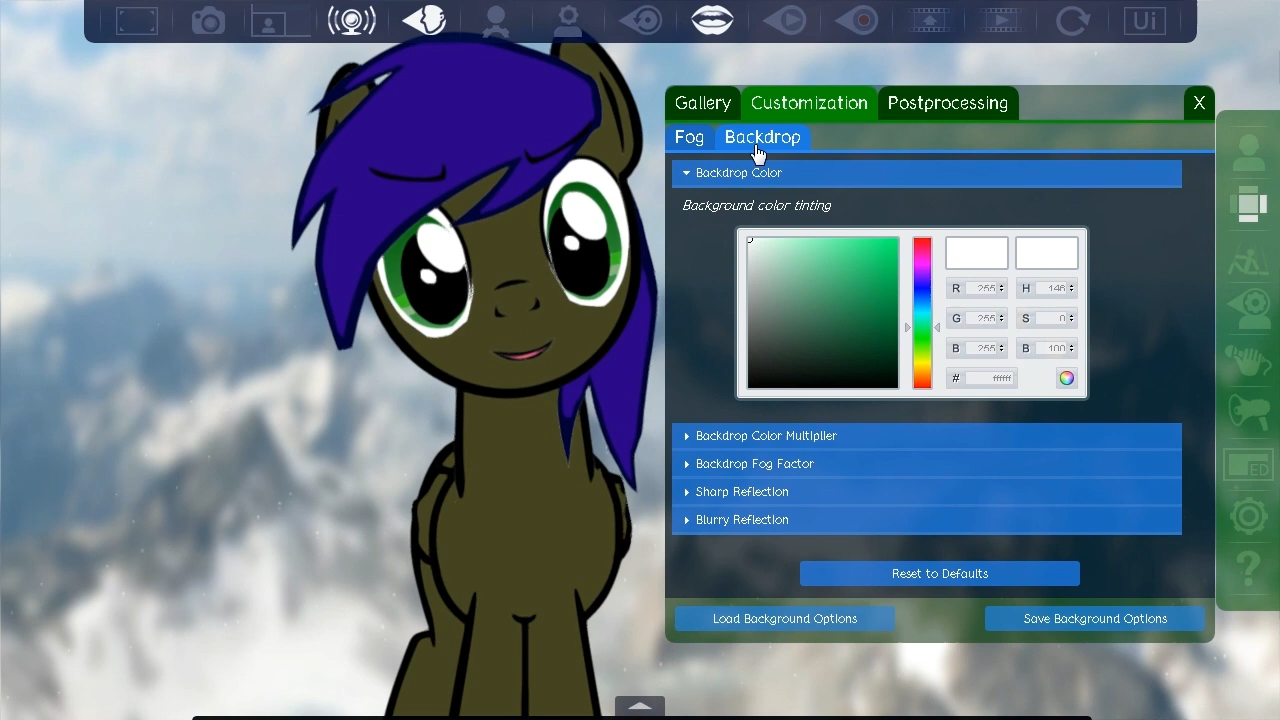 Ui
Gallery Customization Postprocessing X
Fog Backdrop
Backdrop Color
Background color tinting
R 255 H 146
G 255 S 0
B 255 B 100
# ffffff
Backdrop Color Multiplier
Backdrop Fog Factor
Sharp Reflection
Blurry Reflection
Reset to Defaults
Load Background Options Save Background Options
ED
?